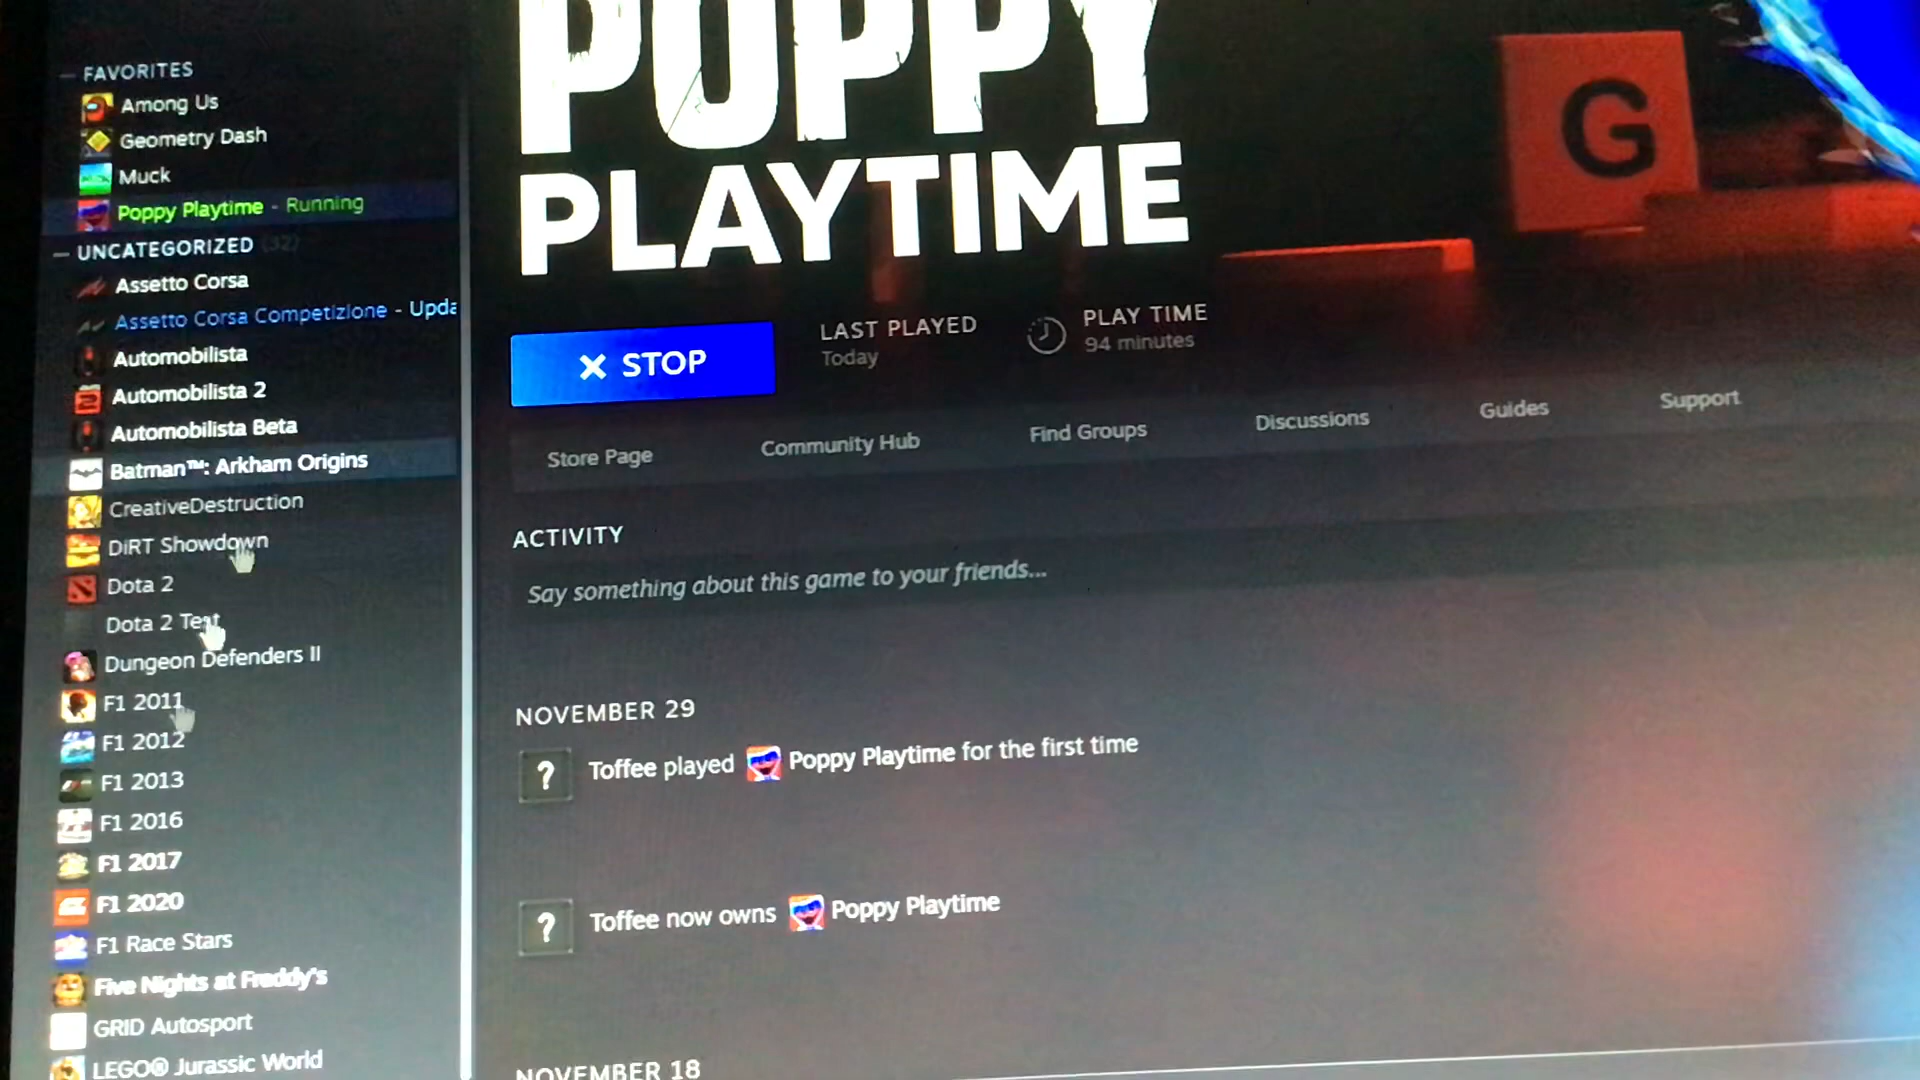 — FAVORITES
Among Us
Geometry Dash
Muck
Poppy Playtime - Running
— UNCATEGORIZED (32)
Assetto Corsa
Assetto Corsa Competizione - Upda
Automobilista
Automobilista 2
Automobilista Beta
Batman™: Arkham Origins
CreativeDestruction
DiRT Showdown
Dota 2
Dota 2 Test
Dungeon Defenders II
F1 2011
F1 2012
F1 2013
F1 2016
F1 2017
F1 2020
F1 Race Stars
Five Nights at Freddy's
GRID Autosport
LEGO® Jurassic World
POPPY
PLAYTIME
G
X STOP
LAST PLAYED
Today
PLAY TIME
94 minutes
Store Page
Community Hub
Find Groups
Discussions
Guides
Support
ACTIVITY
Say something about this game to your friends...
NOVEMBER 29
? Toffee played Poppy Playtime for the first time
? Toffee now owns Poppy Playtime
NOVEMBER 18